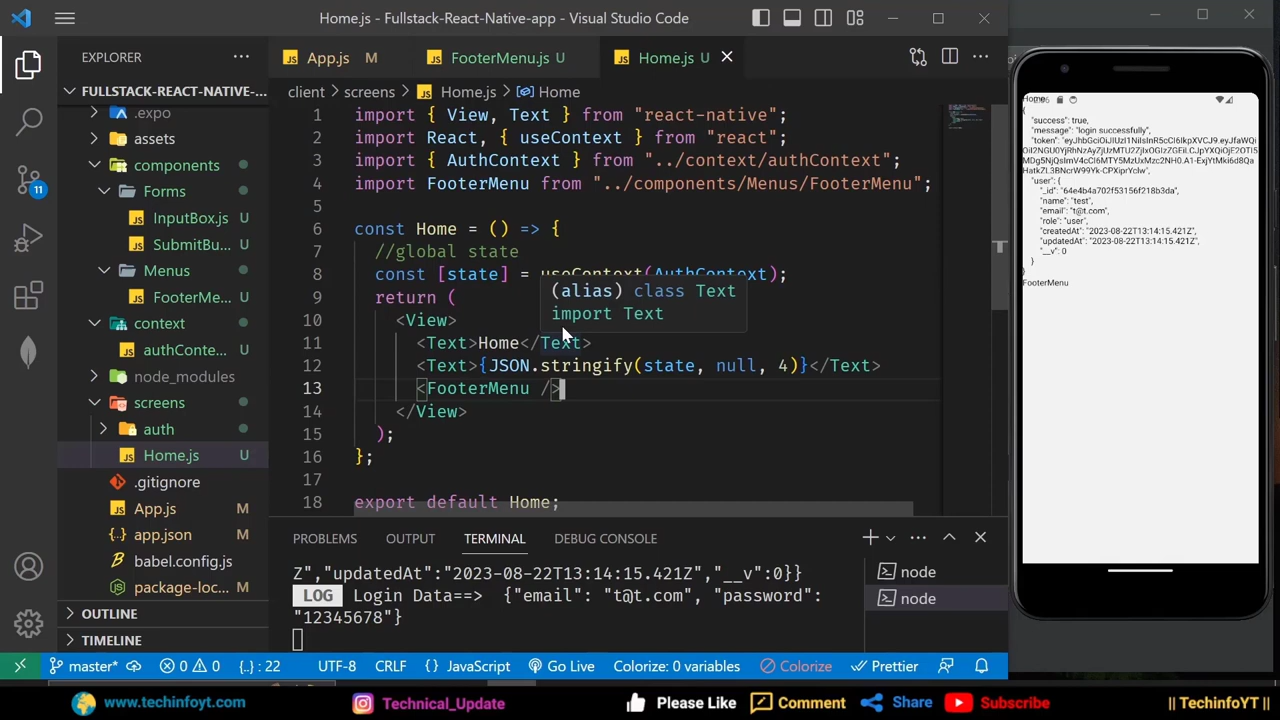 Home.js - Fullstack-React-Native-app - Visual Studio Code
EXPLORER
FULLSTACK-REACT-NATIVE-...
.expo
assets
components
Forms
InputBox.js U
SubmitBu... U
Menus
FooterMe... U
context
authConte... U
node_modules
screens
auth
Home.js U
.gitignore
App.js M
app.json M
babel.config.js
package-loc... M
OUTLINE
TIMELINE
11
App.js M
FooterMenu.js U
Home.js U
client > screens > Home.js > Home
1 import { View, Text } from "react-native";
2 import React, { useContext } from "react";
3 import { AuthContext } from "../context/authContext";
4 import FooterMenu from "../components/Menus/FooterMenu";
5
6 const Home = () => {
7 //global state
8 const [state] = useContext(AuthContext);
(alias) class Text
import Text
9 return (
10 <View>
11 <Text>Home</Text>
12 <Text>{JSON.stringify(state, null, 4)}</Text>
13 <FooterMenu />
14 </View>
15 );
16 };
17
18 export default Home;
PROBLEMS OUTPUT TERMINAL DEBUG CONSOLE
Z","updatedAt":"2023-08-22T13:14:15.421Z","__v":0}}
LOG Login Data==> {"email": "t@t.com", "password":
"12345678"}
node
node
master* 0 0 {..} : 22 UTF-8 CRLF {} JavaScript Go Live Colorize: 0 variables Colorize Prettier
Home
{
"success": true,
"message": "login successfully",
"user": {
"_id": "64e4b4a702f53156f218b3da",
"name": "test",
"email": "t@t.com",
"role": "user",
"createdAt": "2023-08-22T13:14:15.421Z",
"updatedAt": "2023-08-22T13:14:15.421Z",
"__v": 0
}
}
FooterMenu
www.techinfoyt.com Technical_Update Please Like Comment Share Subscribe || TechinfoYT ||